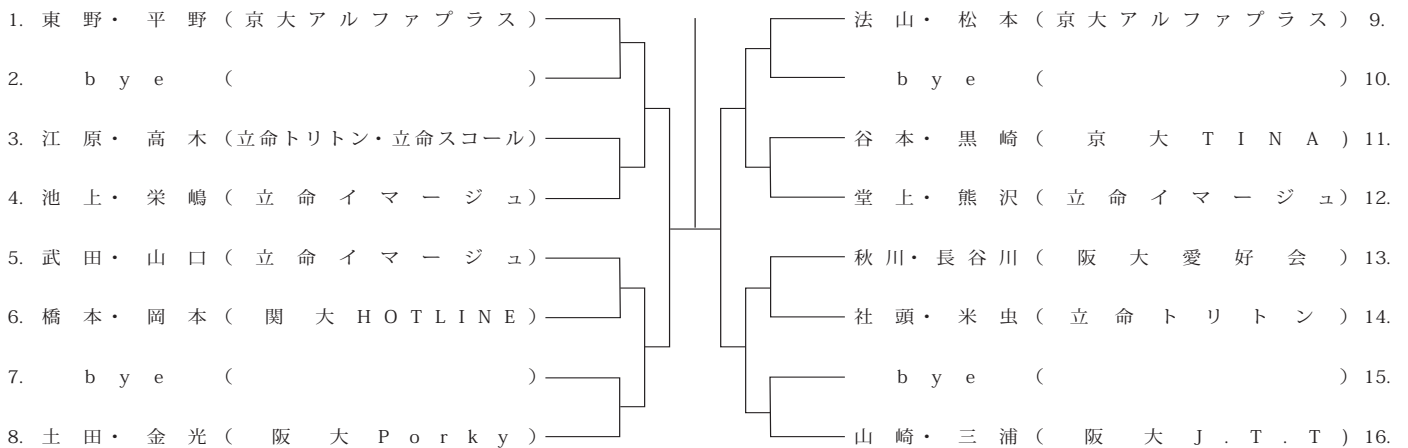 1. 東野・平野(京大アルファプラス)
2. bye ( )
3. 江原・高木(立命トリトン・立命スコール)
4. 池上・栄嶋(立命イマージュ)
5. 武田・山口(立命イマージュ)
6. 橋本・岡本(関大HOTLINE)
7. bye ( )
8. 土田・金光(阪大Porky)
法山・松本(京大アルファプラス) 9.
bye ( ) 10.
谷本・黒崎(京大TINA) 11.
堂上・熊沢(立命イマージュ) 12.
秋川・長谷川(阪大愛好会) 13.
社頭・米虫(立命トリトン) 14.
bye ( ) 15.
山崎・三浦(阪大J.T.T) 16.